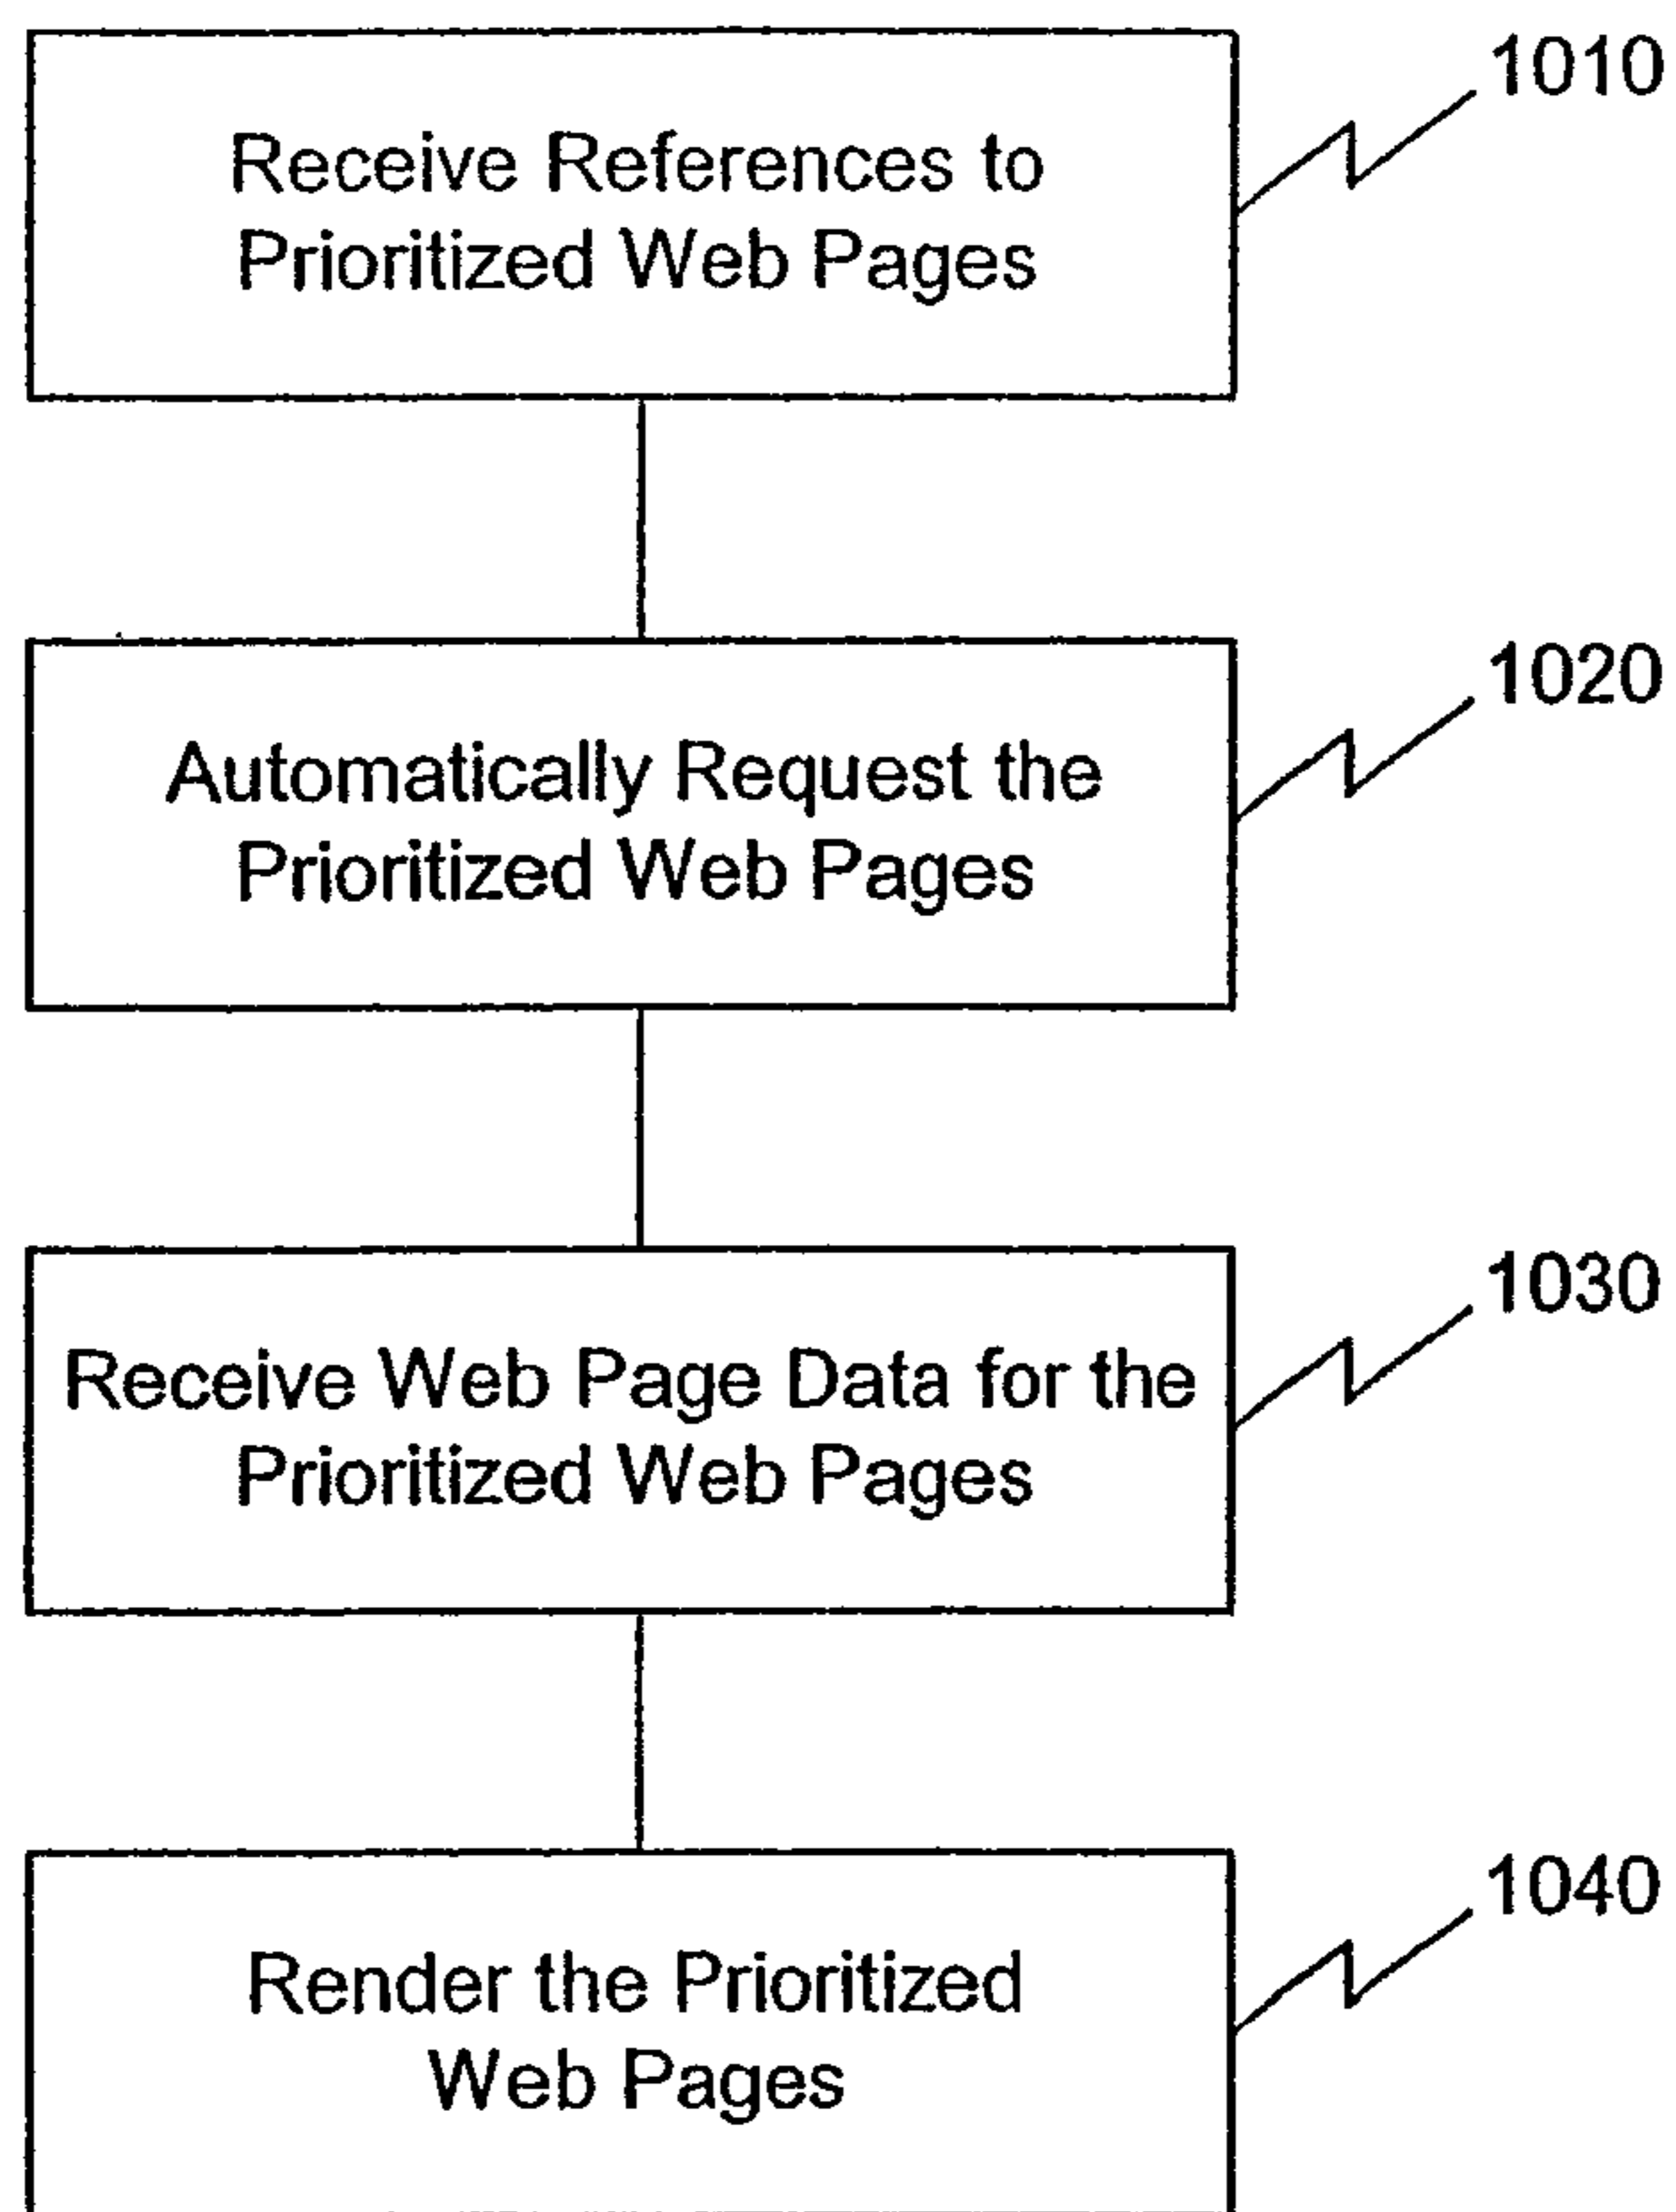 1010
Receive References to
Prioritized Web Pages
1020
Automatically Request the
Prioritized Web Pages
1030
Receive Web Page Data for the
Prioritized Web Pages
1040
Render the Prioritized
Web Pages